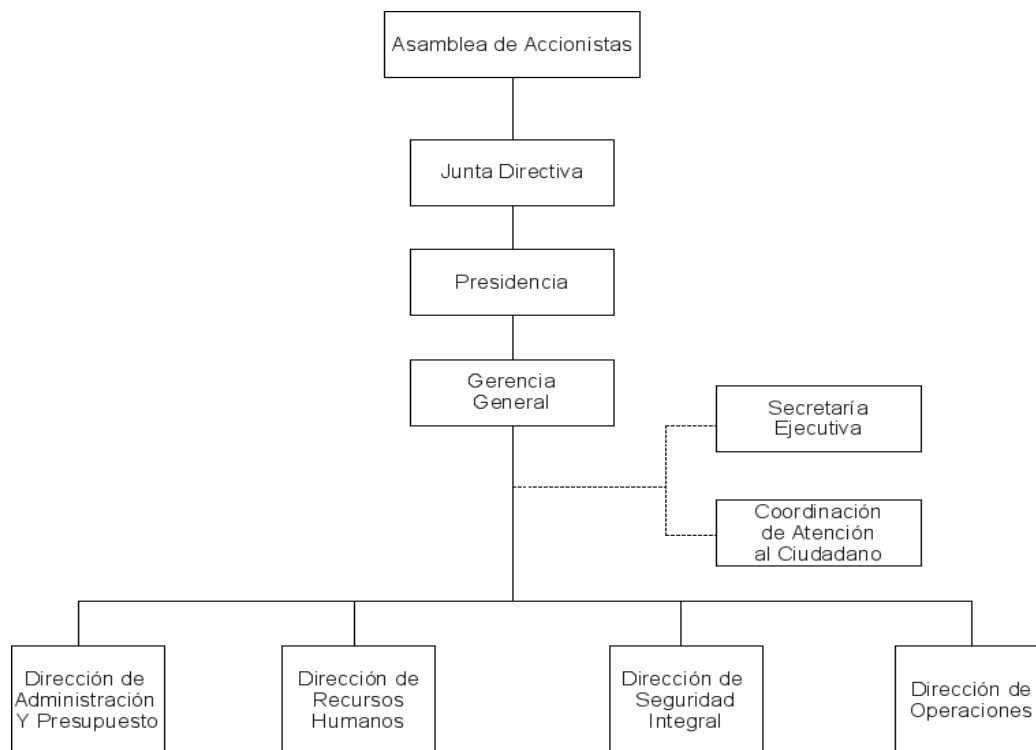 Asamblea de Accionistas
Junta Directiva
Presidencia
Gerencia
General
Secretaría
Ejecutiva
Coordinación
de Atención
al Ciudadano
Dirección de
Administración
Y Presupuesto
Dirección de
Recursos
Humanos
Dirección de
Seguridad
Integral
Dirección de
Operaciones